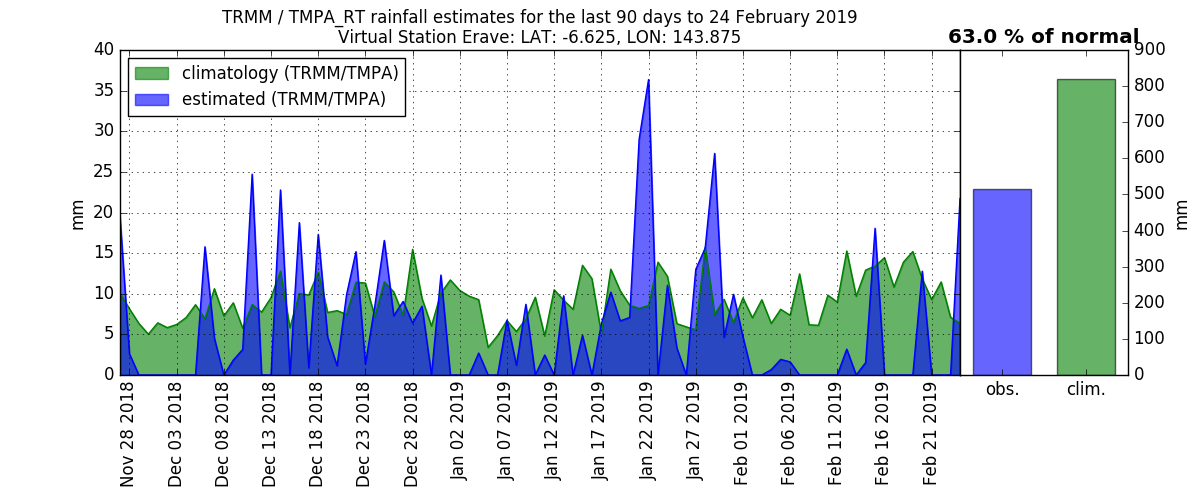 TRMM / TMPA_RT rainfall estimates for the last 90 days to 24 February 2019
Virtual Station Erave: LAT: -6.625, LON: 143.875
63.0 % of normal
climatology (TRMM/TMPA)
estimated (TRMM/TMPA)
40
35
30
25
20
15
10
5
0
mm
900
800
700
600
500
400
300
200
100
0
mm
obs.
clim.
Nov 28 2018
Dec 03 2018
Dec 08 2018
Dec 13 2018
Dec 18 2018
Dec 23 2018
Dec 28 2018
Jan 02 2019
Jan 07 2019
Jan 12 2019
Jan 17 2019
Jan 22 2019
Jan 27 2019
Feb 01 2019
Feb 06 2019
Feb 11 2019
Feb 16 2019
Feb 21 2019